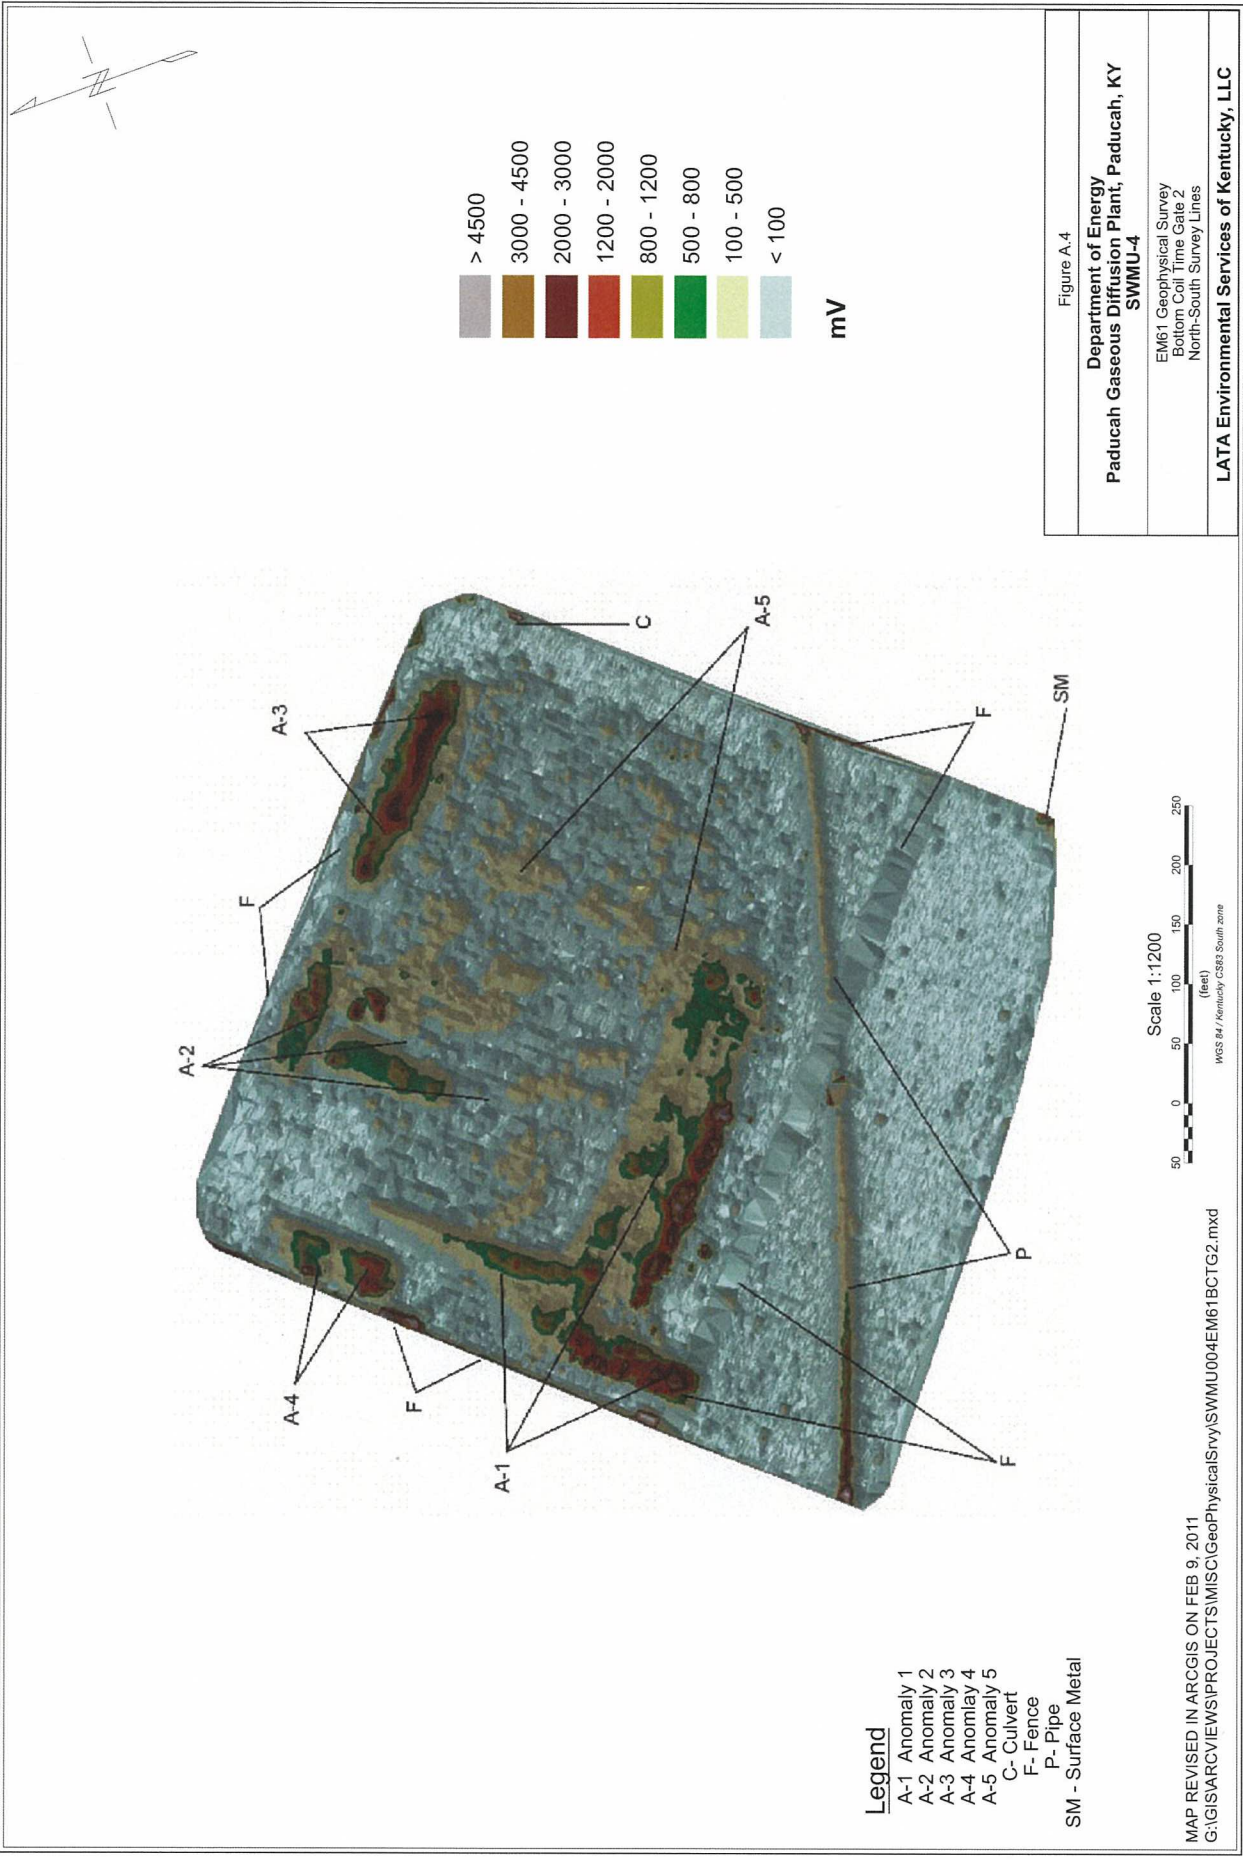 N
> 4500
3000 - 4500
2000 - 3000
1200 - 2000
800 - 1200
500 - 800
100 - 500
< 100
mV
A-4
F
A-1
A-2
F
A-3
C
A-5
F
SM
P
F
Legend
A-1 Anomaly 1
A-2 Anomaly 2
A-3 Anomaly 3
A-4 Anomlay 4
A-5 Anomaly 5
C- Culvert
F- Fence
P- Pipe
SM - Surface Metal
Scale 1:1200
50 0 50 100 150 200 250
(feet)
WGS 84 / Kentucky CS83 South zone
MAP REVISED IN ARCGIS ON FEB 9, 2011
G:\GIS\ARCVIEWS\PROJECTS\MISC\GeoPhysicalSrvy\SWMU004EM61BCTG2.mxd
Figure A.4
Department of Energy
Paducah Gaseous Diffusion Plant, Paducah, KY
SWMU-4
EM61 Geophysical Survey
Bottom Coil Time Gate 2
North-South Survey Lines
LATA Environmental Services of Kentucky, LLC